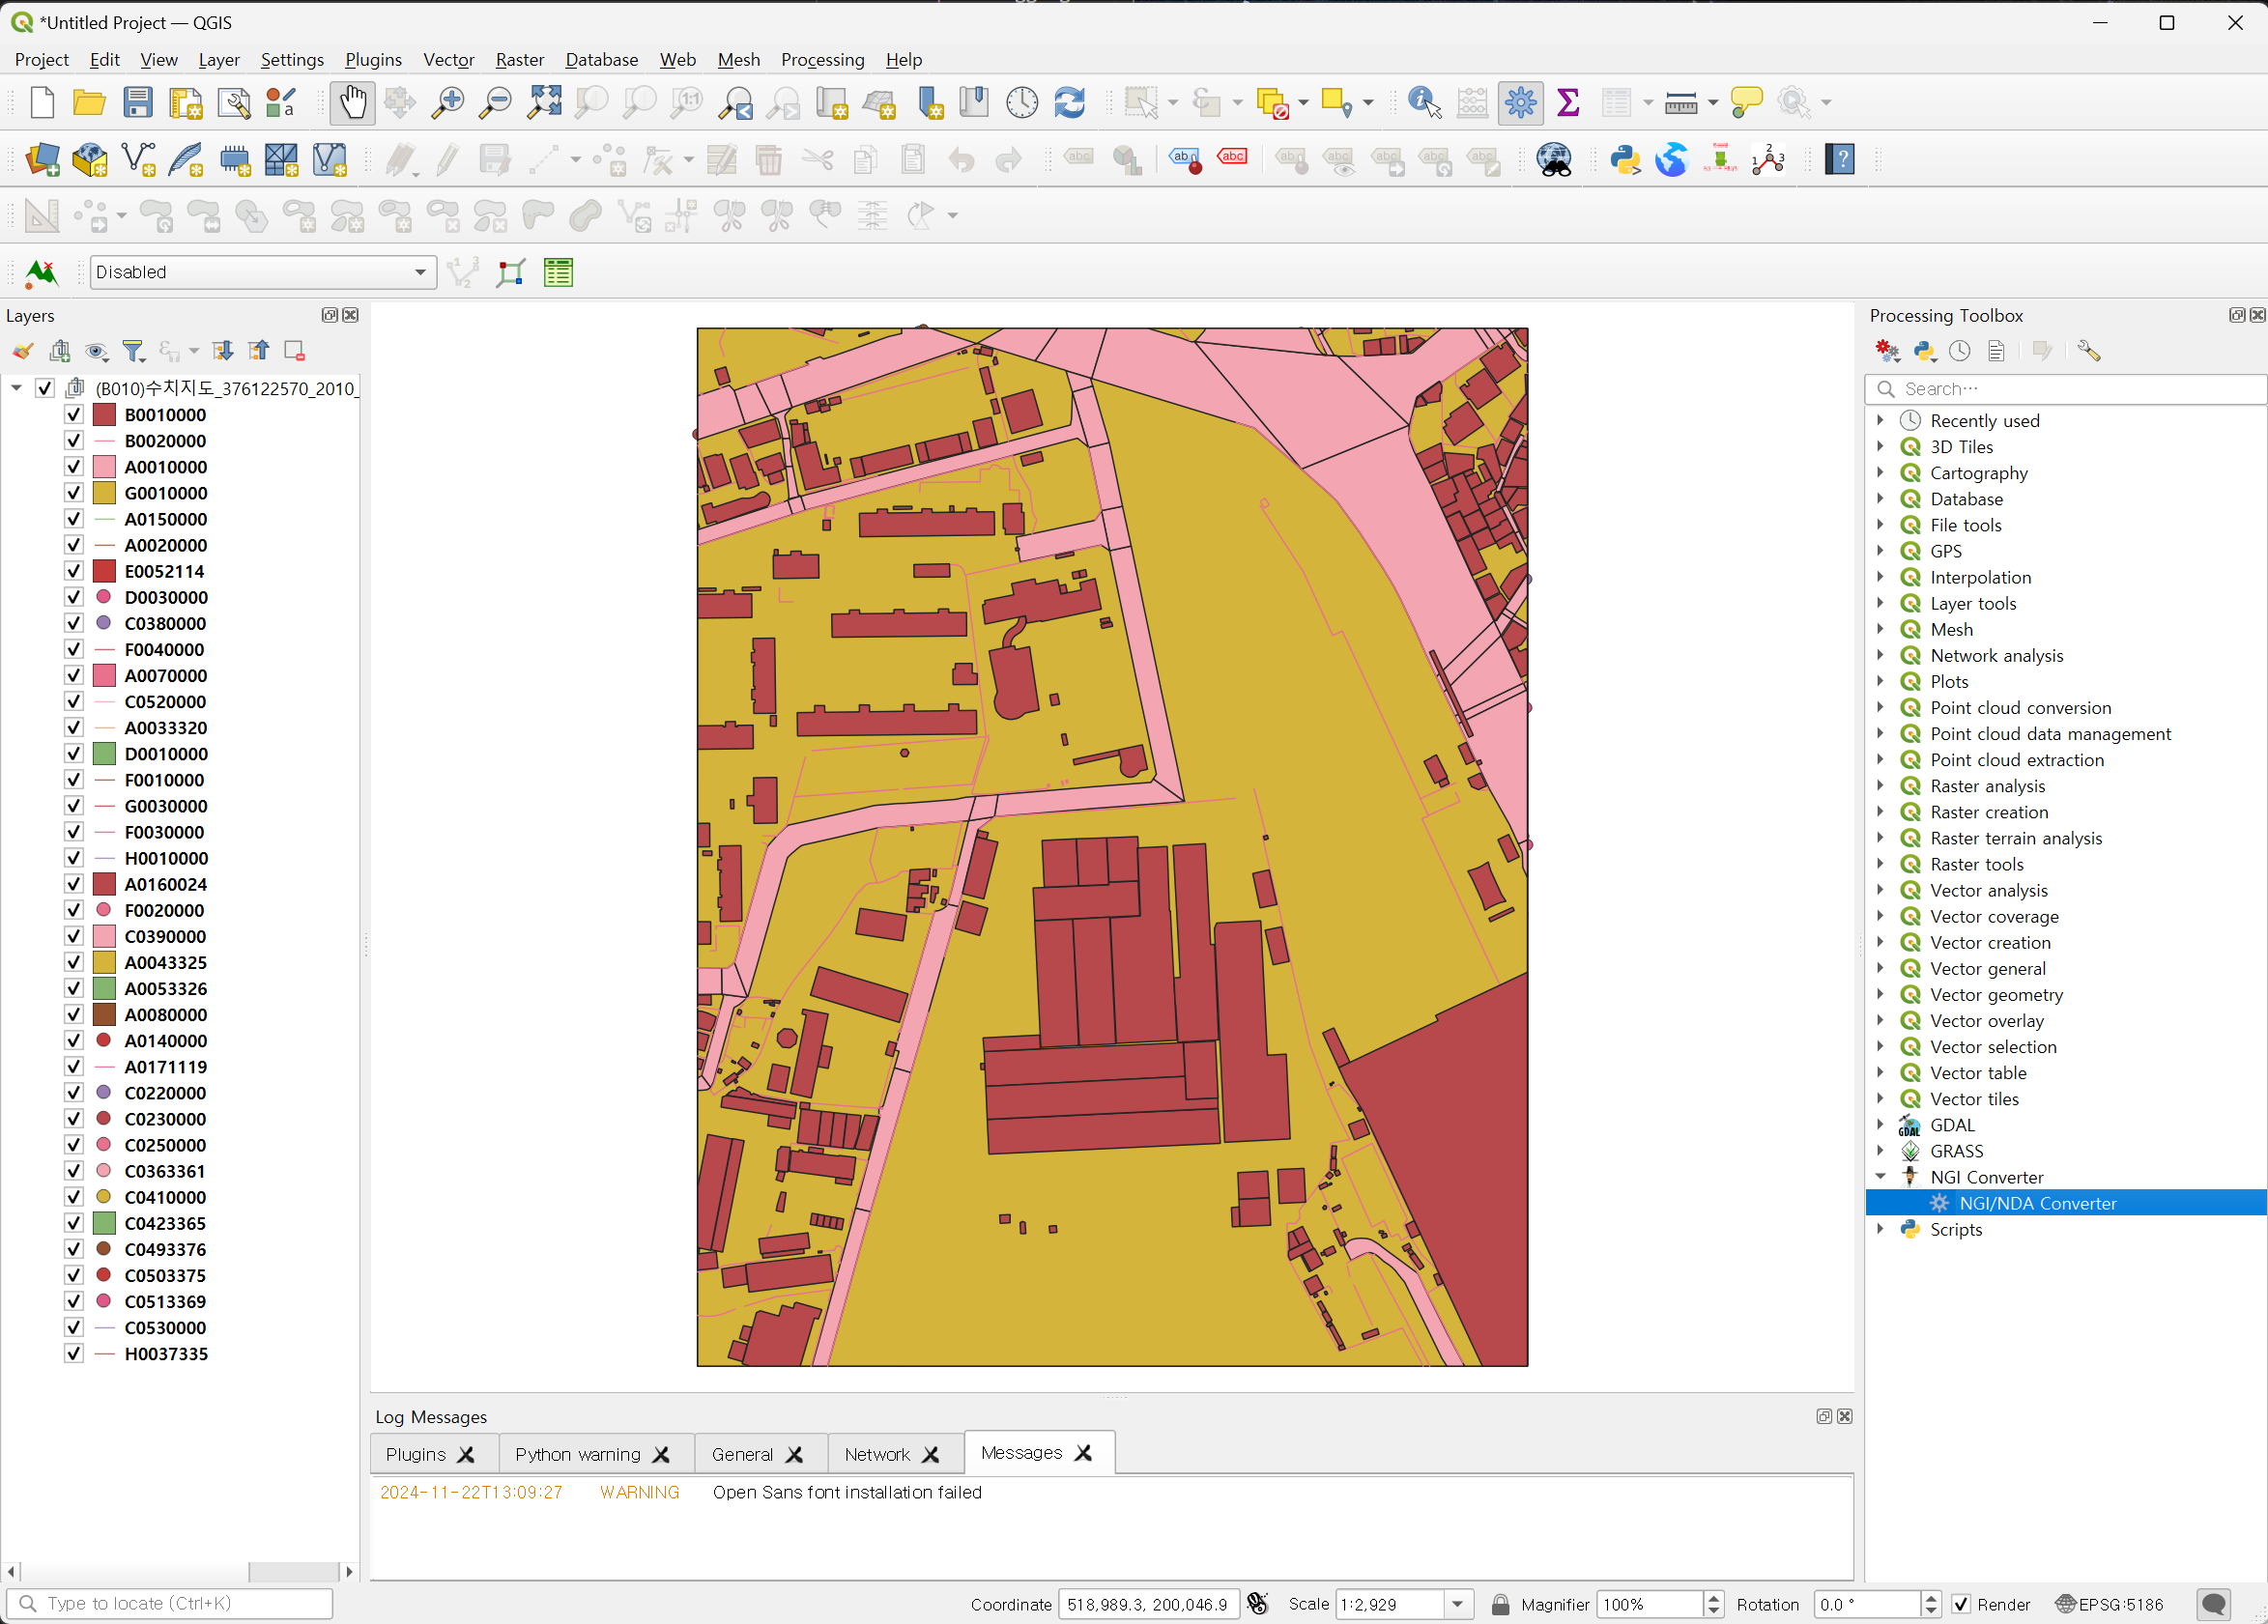 *Untitled Project — QGIS
Project Edit View Layer Settings Plugins Vector Raster Database Web Mesh Processing Help
Disabled
Layers
(B010)수치지도_376122570_2010_
B0010000
B0020000
A0010000
G0010000
A0150000
A0020000
E0052114
D0030000
C0380000
F0040000
A0070000
C0520000
A0033320
D0010000
F0010000
G0030000
F0030000
H0010000
A0160024
F0020000
C0390000
A0043325
A0053326
A0080000
A0140000
A0171119
C0220000
C0230000
C0250000
C0363361
C0410000
C0423365
C0493376
C0503375
C0513369
C0530000
H0037335
Processing Toolbox
Search…
Recently used
3D Tiles
Cartography
Database
File tools
GPS
Interpolation
Layer tools
Mesh
Network analysis
Plots
Point cloud conversion
Point cloud data management
Point cloud extraction
Raster analysis
Raster creation
Raster terrain analysis
Raster tools
Vector analysis
Vector coverage
Vector creation
Vector general
Vector geometry
Vector overlay
Vector selection
Vector table
Vector tiles
GDAL
GRASS
NGI Converter
NGI/NDA Converter
Scripts
Log Messages
Plugins Python warning General Network Messages
2024-11-22T13:09:27 WARNING Open Sans font installation failed
Type to locate (Ctrl+K)
Coordinate 518,989.3, 200,046.9 Scale 1:2,929 Magnifier 100% Rotation 0.0 ° Render EPSG:5186